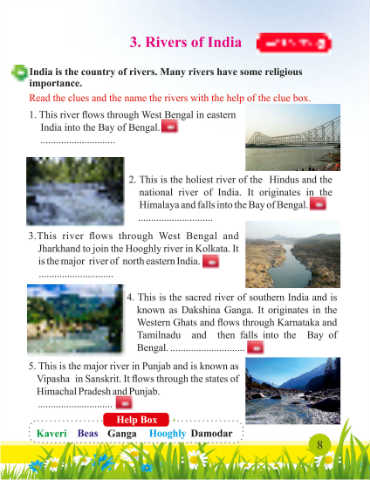 3. Rivers of India
India is the country of rivers. Many rivers have some religious
importance.
Read the clues and the name the rivers with the help of the clue box.
1. This river flows through West Bengal in eastern
India into the Bay of Bengal.
............................
2. This is the holiest river of the Hindus and the
national river of India. It originates in the
Himalaya and falls into the Bay of Bengal.
............................
3.This river flows through West Bengal and
Jharkhand to join the Hooghly river in Kolkata. It
is the major river of north eastern India.
............................
4. This is the sacred river of southern India and is
known as Dakshina Ganga. It originates in the
Western Ghats and flows through Karnataka and
Tamilnadu and then falls into the Bay of
Bengal. ............................
5. This is the major river in Punjab and is known as
Vipasha in Sanskrit. It flows through the states of
Himachal Pradesh and Punjab.
............................
Help Box
Kaveri Beas Ganga Hooghly Damodar
8